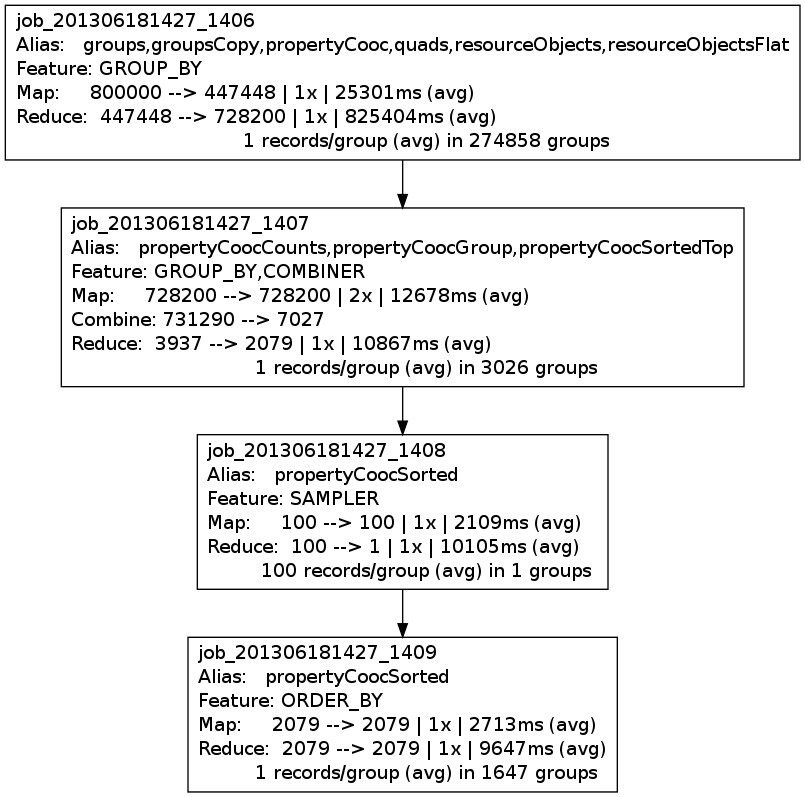 job_201306181427_1406
Alias: groups,groupsCopy,propertyCooc,quads,resourceObjects,resourceObjectsFlat
Feature: GROUP_BY
Map: 800000 --> 447448 | 1x | 25301ms (avg)
Reduce: 447448 --> 728200 | 1x | 825404ms (avg)
1 records/group (avg) in 274858 groups
job_201306181427_1407
Alias: propertyCoocCounts,propertyCoocGroup,propertyCoocSortedTop
Feature: GROUP_BY,COMBINER
Map: 728200 --> 728200 | 2x | 12678ms (avg)
Combine: 731290 --> 7027
Reduce: 3937 --> 2079 | 1x | 10867ms (avg)
1 records/group (avg) in 3026 groups
job_201306181427_1408
Alias: propertyCoocSorted
Feature: SAMPLER
Map: 100 --> 100 | 1x | 2109ms (avg)
Reduce: 100 --> 1 | 1x | 10105ms (avg)
100 records/group (avg) in 1 groups
job_201306181427_1409
Alias: propertyCoocSorted
Feature: ORDER_BY
Map: 2079 --> 2079 | 1x | 2713ms (avg)
Reduce: 2079 --> 2079 | 1x | 9647ms (avg)
1 records/group (avg) in 1647 groups